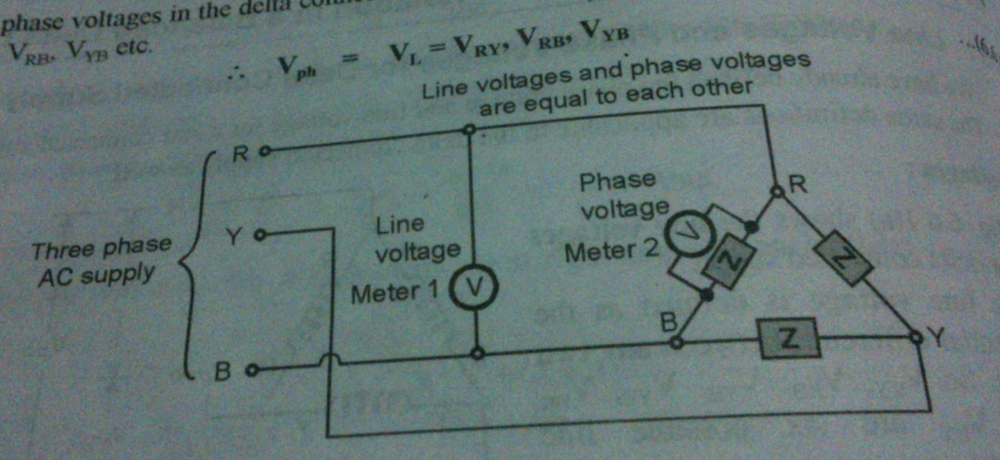 phase voltages in the delta
V_RB, V_YB etc.
∴ V_ph = V_L = V_RY, V_RB, V_YB
Line voltages and phase voltages
are equal to each other
R
R
Phase
voltage
Meter 2
V
Z
Z
Y
Line
voltage
Meter 1
V
Three phase
AC supply
B
B
Z
Y